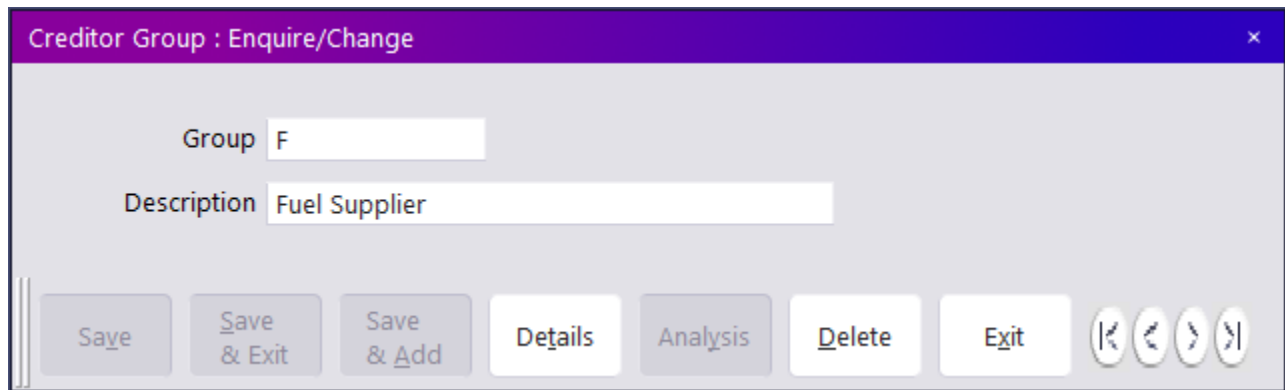 Creditor Group : Enquire/Change ×
Group F
Description Fuel Supplier
Save
Save
& Exit
Save
& Add
Details
Analysis
Delete
Exit